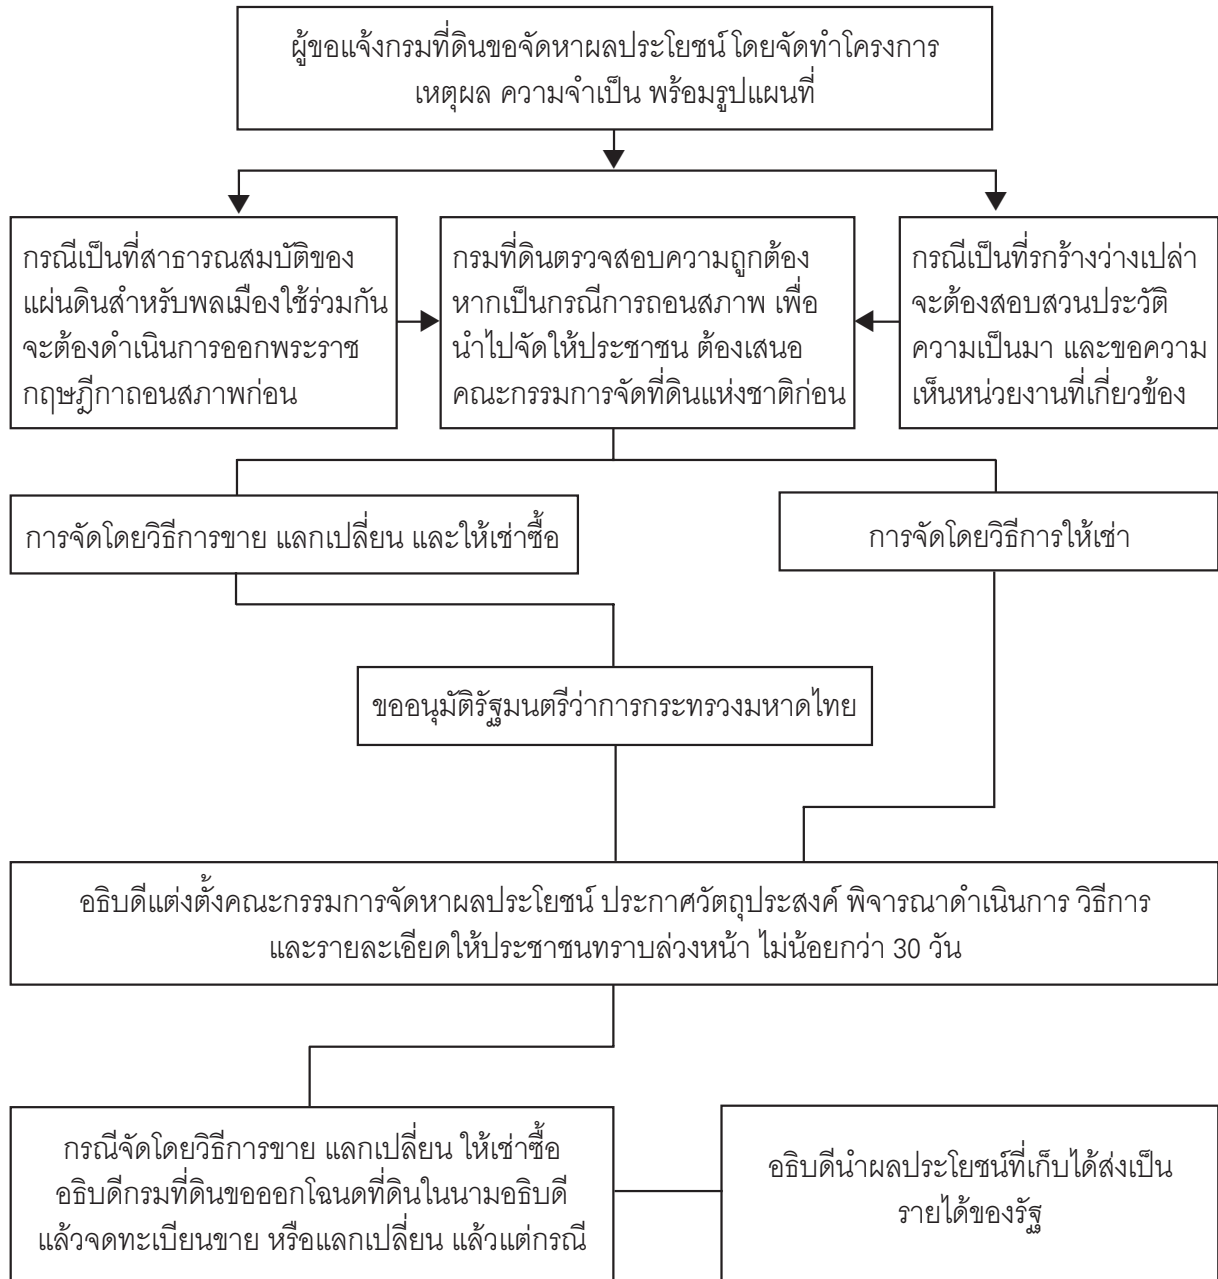 ผู้ขอแจ้งกรมที่ดินขอจัดหาผลประโยชน์ โดยจัดทำโครงการ
เหตุผล ความจำเป็น พร้อมรูปแผนที่
กรณีเป็นที่สาธารณสมบัติของ
แผ่นดินสำหรับพลเมืองใช้ร่วมกัน
จะต้องดำเนินการออกพระราช
กฤษฎีกาถอนสภาพก่อน
กรมที่ดินตรวจสอบความถูกต้อง
หากเป็นกรณีการถอนสภาพ เพื่อ
นำไปจัดให้ประชาชน ต้องเสนอ
คณะกรรมการจัดที่ดินแห่งชาติก่อน
กรณีเป็นที่รกร้างว่างเปล่า
จะต้องสอบสวนประวัติ
ความเป็นมา และขอความ
เห็นหน่วยงานที่เกี่ยวข้อง
การจัดโดยวิธีการขาย แลกเปลี่ยน และให้เช่าซื้อ
การจัดโดยวิธีการให้เช่า
ขออนุมัติรัฐมนตรีว่าการกระทรวงมหาดไทย
อธิบดีแต่งตั้งคณะกรรมการจัดหาผลประโยชน์ ประกาศวัตถุประสงค์ พิจารณาดำเนินการ วิธีการ
และรายละเอียดให้ประชาชนทราบล่วงหน้า ไม่น้อยกว่า 30 วัน
กรณีจัดโดยวิธีการขาย แลกเปลี่ยน ให้เช่าซื้อ
อธิบดีกรมที่ดินขอออกโฉนดที่ดินในนามอธิบดี
แล้วจดทะเบียนขาย หรือแลกเปลี่ยน แล้วแต่กรณี
อธิบดีนำผลประโยชน์ที่เก็บได้ส่งเป็น
รายได้ของรัฐ